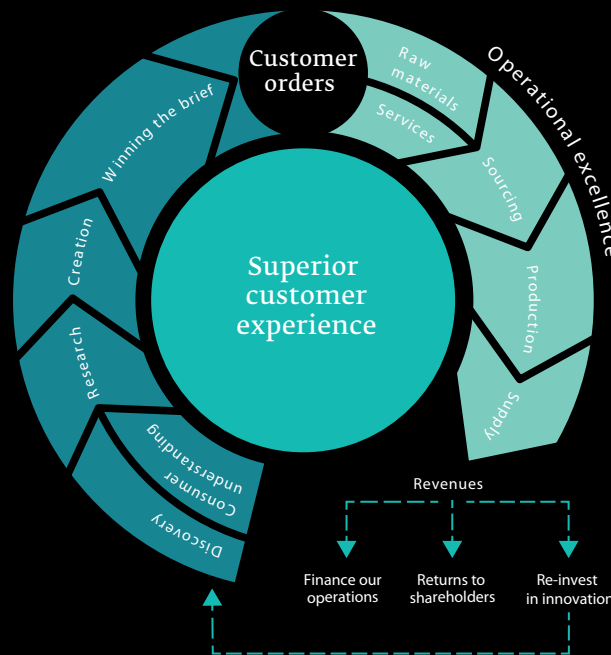 Customer
orders
Raw
materials
Services
Operational excellence
Sourcing
Production
Supply
Winning the brief
Creation
Research
Consumer
understanding
Discovery
Superior
customer
experience
Revenues
Finance our
operations
Returns to
shareholders
Re-invest
in innovation